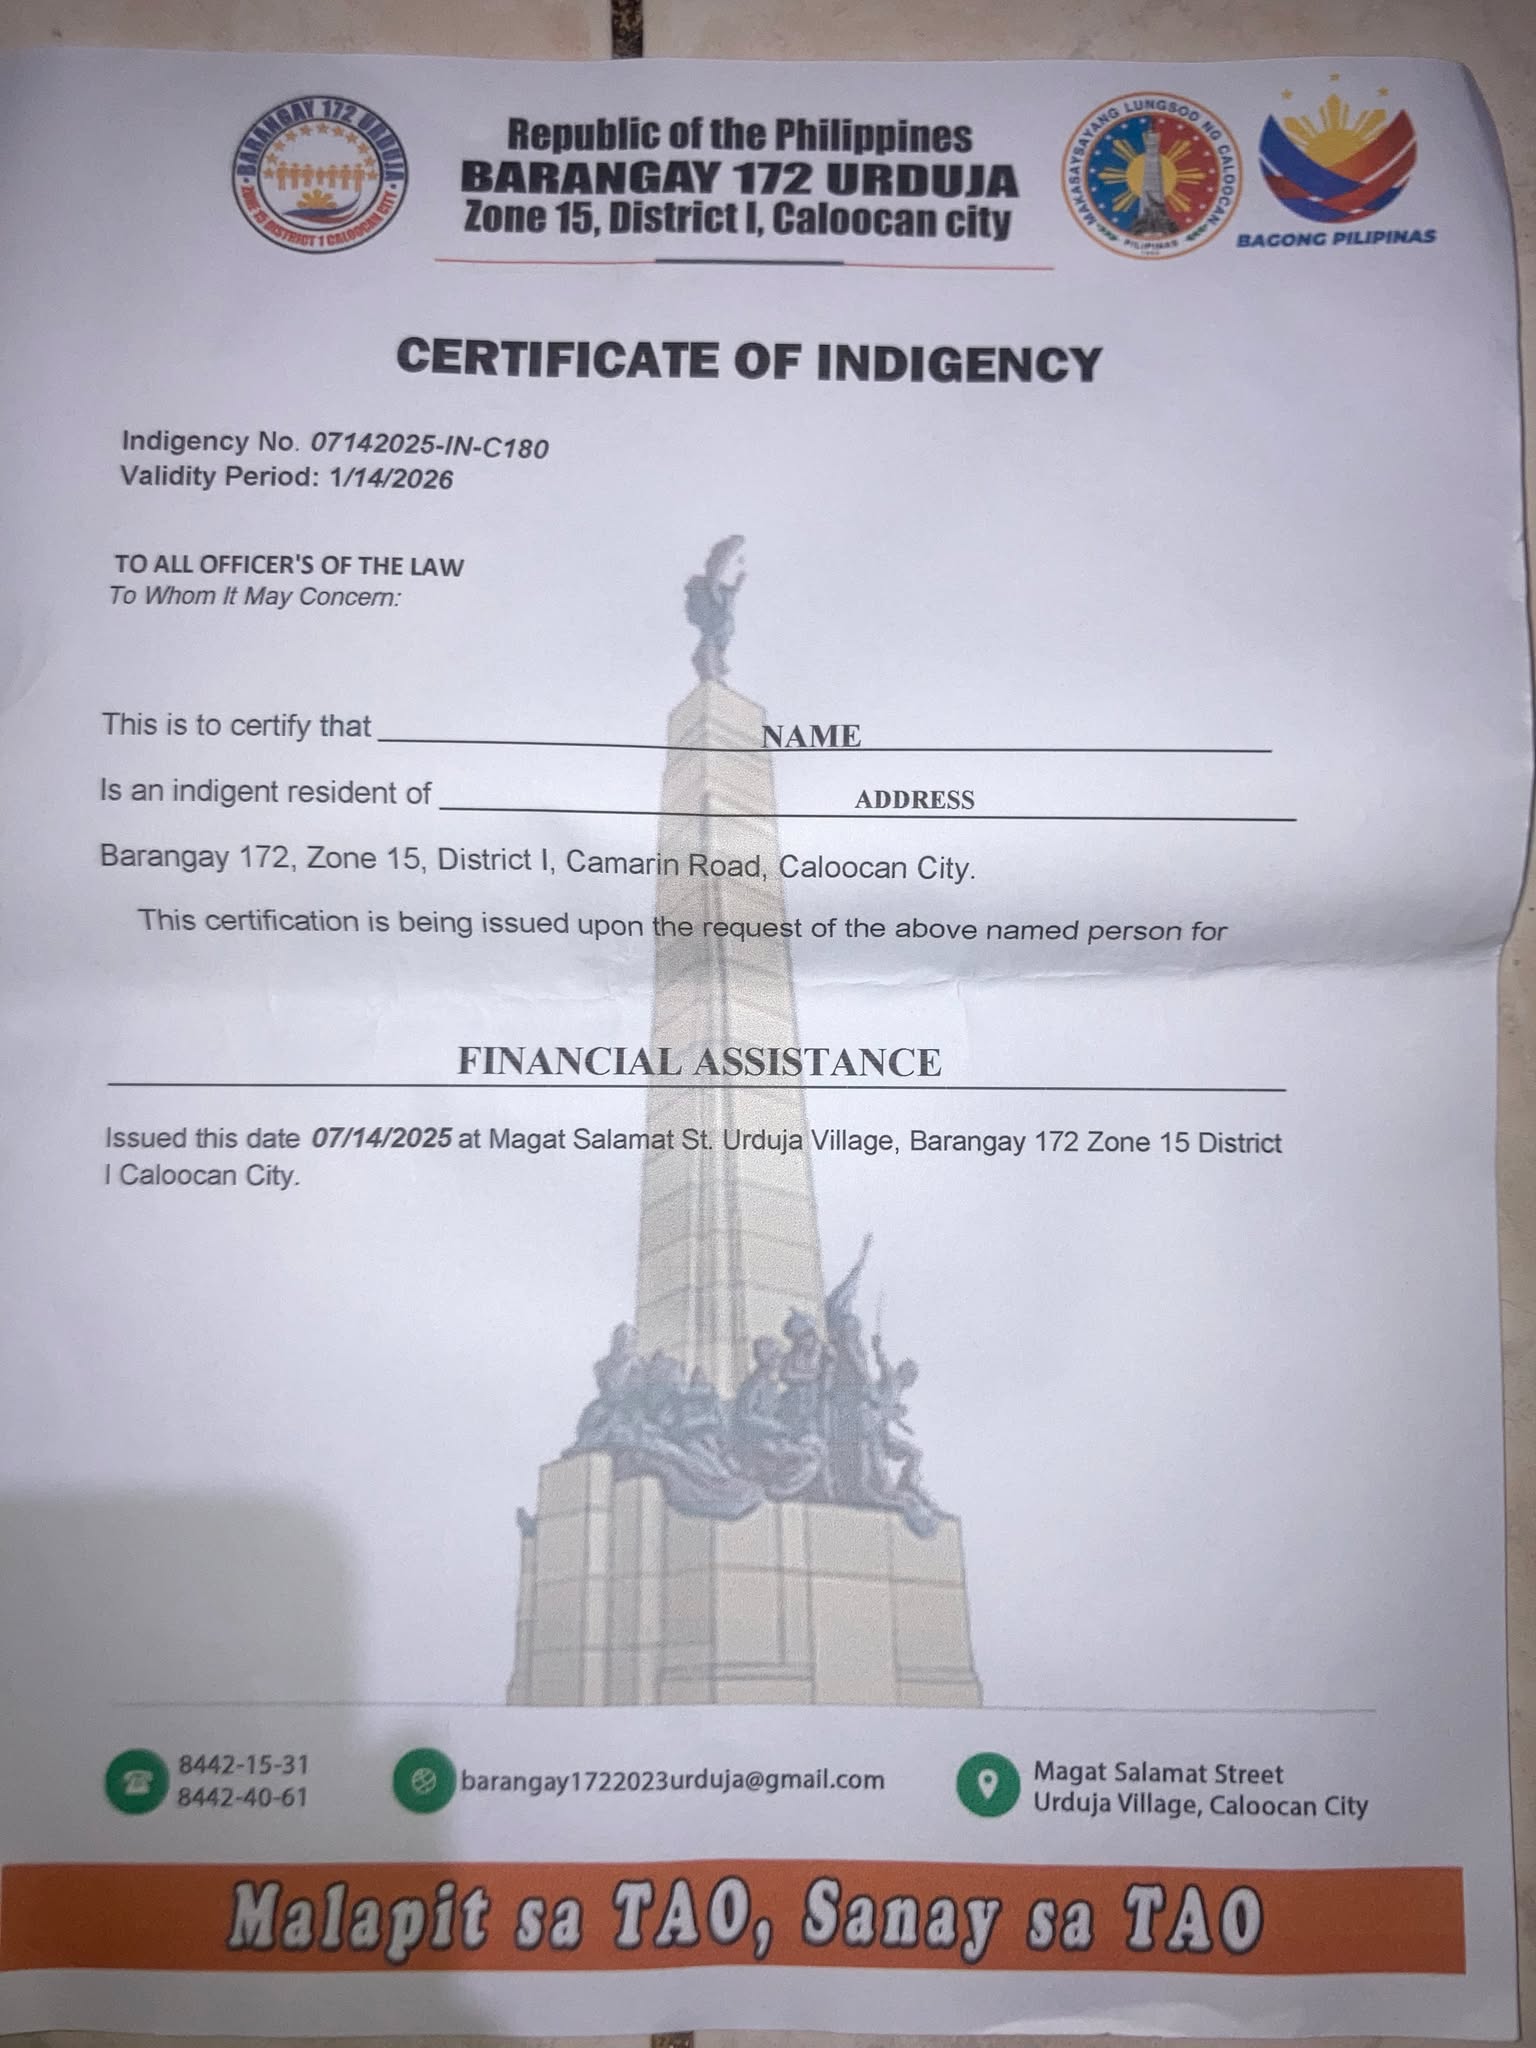 BARANGAY 172 URDUJA
ZONE 15 DISTRICT 1 CALOOCAN CITY
Republic of the Philippines
BARANGAY 172 URDUJA
Zone 15, District I, Caloocan city
MAKASAYSAYANG LUNGSOD NG CALOOCAN
PILIPINAS
BAGONG PILIPINAS
CERTIFICATE OF INDIGENCY
Indigency No. 07142025-IN-C180
Validity Period: 1/14/2026
TO ALL OFFICER'S OF THE LAW
To Whom It May Concern:
This is to certify that NAME
Is an indigent resident of ADDRESS
Barangay 172, Zone 15, District I, Camarin Road, Caloocan City.
This certification is being issued upon the request of the above named person for
FINANCIAL ASSISTANCE
Issued this date 07/14/2025 at Magat Salamat St. Urduja Village, Barangay 172 Zone 15 District
I Caloocan City.
8442-15-31
8442-40-61
barangay1722023urduja@gmail.com
Magat Salamat Street
Urduja Village, Caloocan City
Malapit sa TAO, Sanay sa TAO